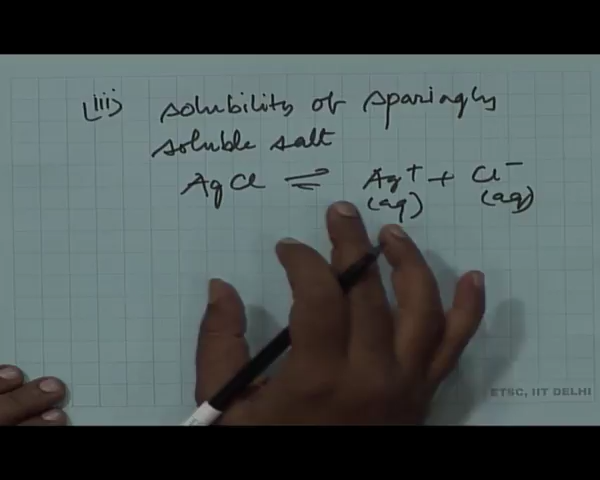 (iii) solubility of sparingly
soluble salt
AgCl ⇌ Ag⁺ + Cl⁻
(aq) (aq)
ETSC, IIT DELHI